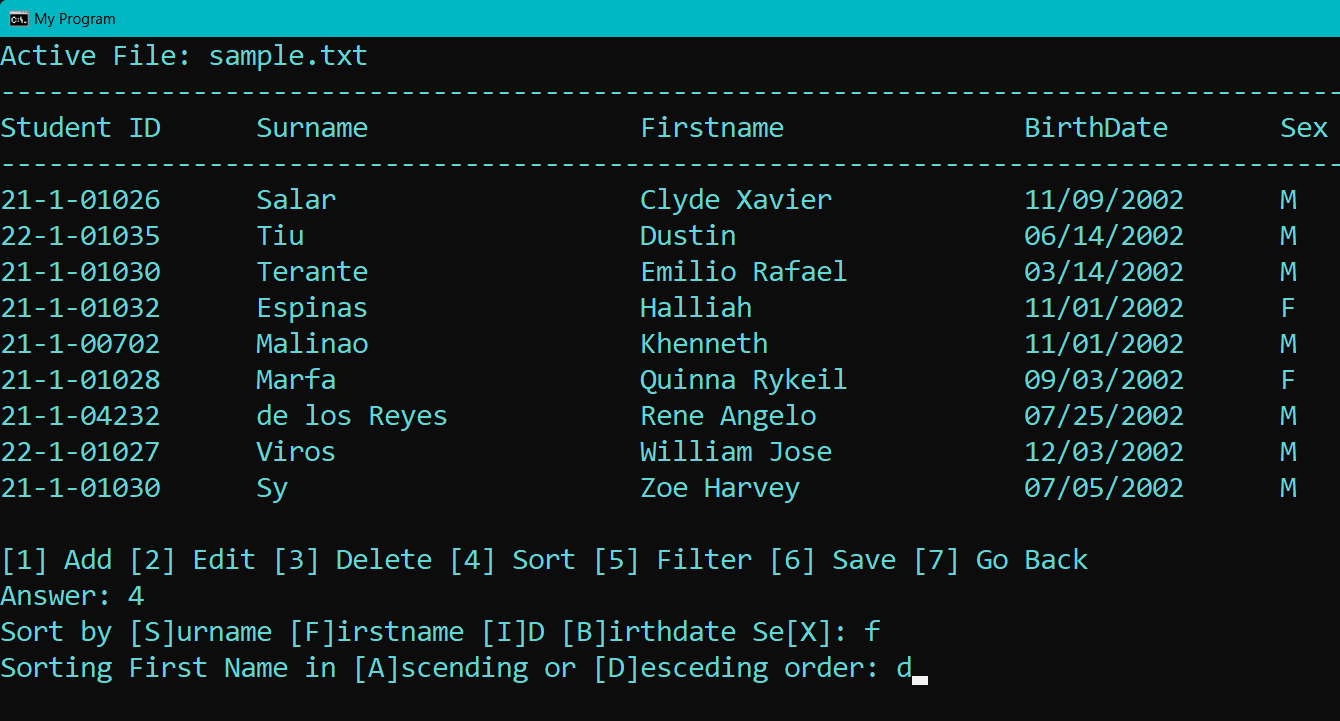 My Program
Active File: sample.txt
------------------------------------------------------------------------------------
Student ID      Surname                 Firstname               BirthDate       Sex
------------------------------------------------------------------------------------
21-1-01026      Salar                   Clyde Xavier            11/09/2002      M
22-1-01035      Tiu                     Dustin                  06/14/2002      M
21-1-01030      Terante                 Emilio Rafael           03/14/2002      M
21-1-01032      Espinas                 Halliah                 11/01/2002      F
21-1-00702      Malinao                 Khenneth                11/01/2002      M
21-1-01028      Marfa                   Quinna Rykeil           09/03/2002      F
21-1-04232      de los Reyes            Rene Angelo             07/25/2002      M
22-1-01027      Viros                   William Jose            12/03/2002      M
21-1-01030      Sy                      Zoe Harvey              07/05/2002      M
[1] Add [2] Edit [3] Delete [4] Sort [5] Filter [6] Save [7] Go Back
Answer: 4
Sort by [S]urname [F]irstname [I]D [B]irthdate Se[X]: f
Sorting First Name in [A]scending or [D]esceding order: d